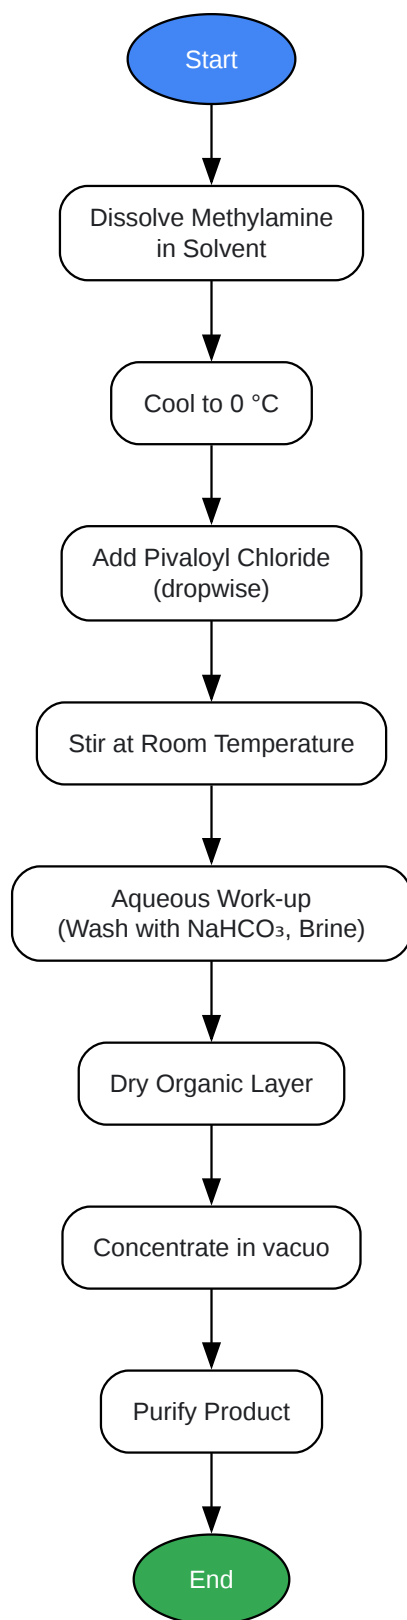 Start
Dissolve Methylamine
in Solvent
Cool to 0 °C
Add Pivaloyl Chloride
(dropwise)
Stir at Room Temperature
Aqueous Work-up
(Wash with NaHCO₃, Brine)
Dry Organic Layer
Concentrate in vacuo
Purify Product
End